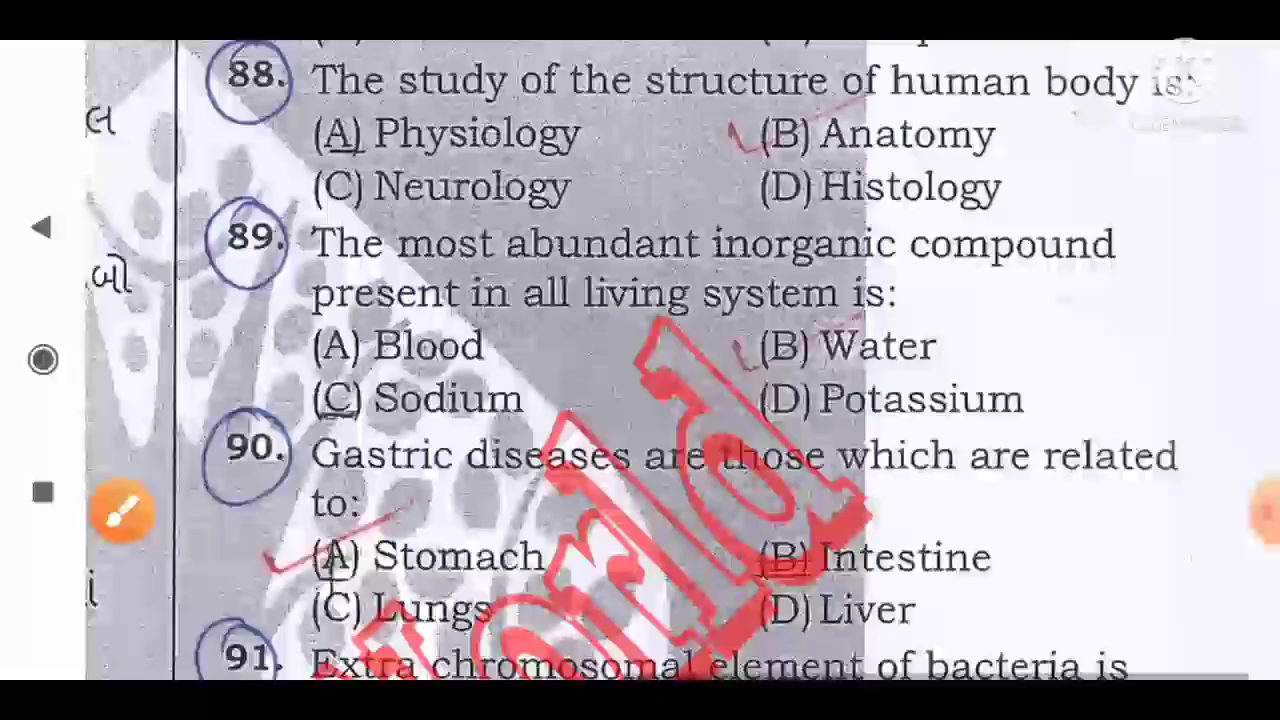 88. The study of the structure of human body is:
(A) Physiology (B) Anatomy
(C) Neurology (D) Histology
89. The most abundant inorganic compound
present in all living system is:
(A) Blood (B) Water
(C) Sodium (D) Potassium
90. Gastric diseases are those which are related
to:
(A) Stomach (B) Intestine
(C) Lungs (D) Liver
91. Extra chromosomal element of bacteria is